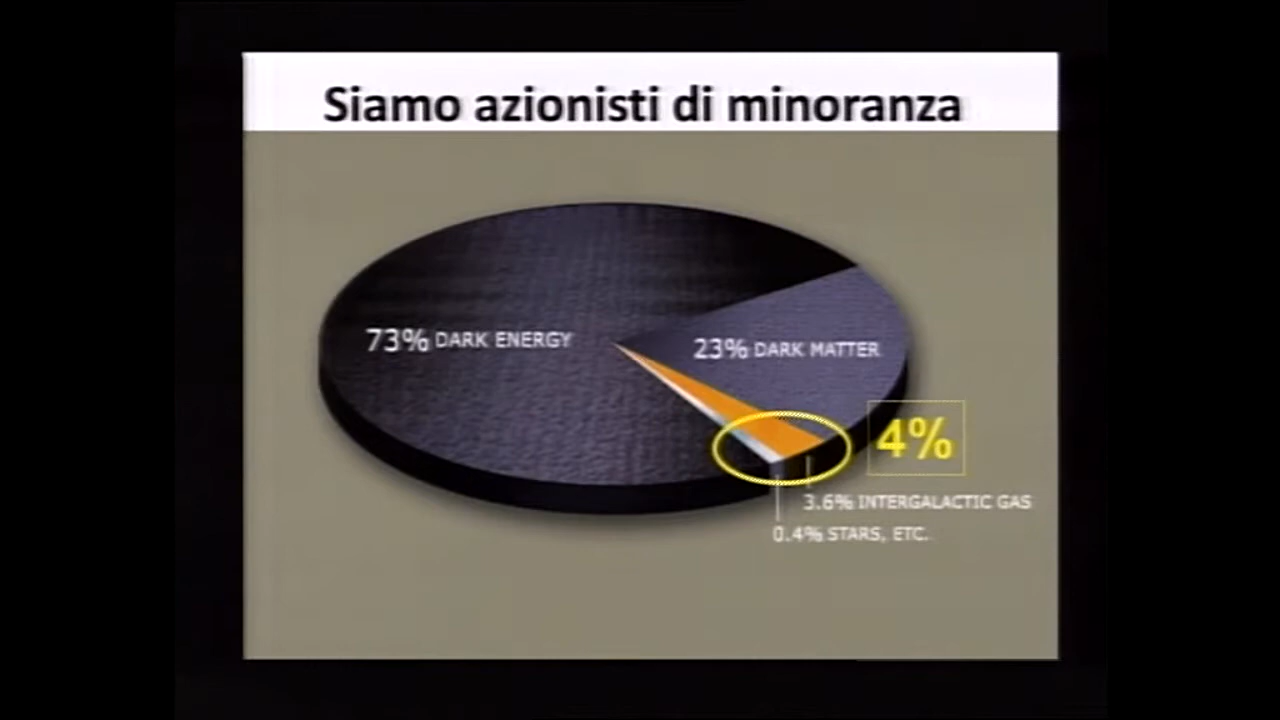 Siamo azionisti di minoranza
73% DARK ENERGY
23% DARK MATTER
4%
3.6% INTERGALACTIC GAS
0.4% STARS, ETC.